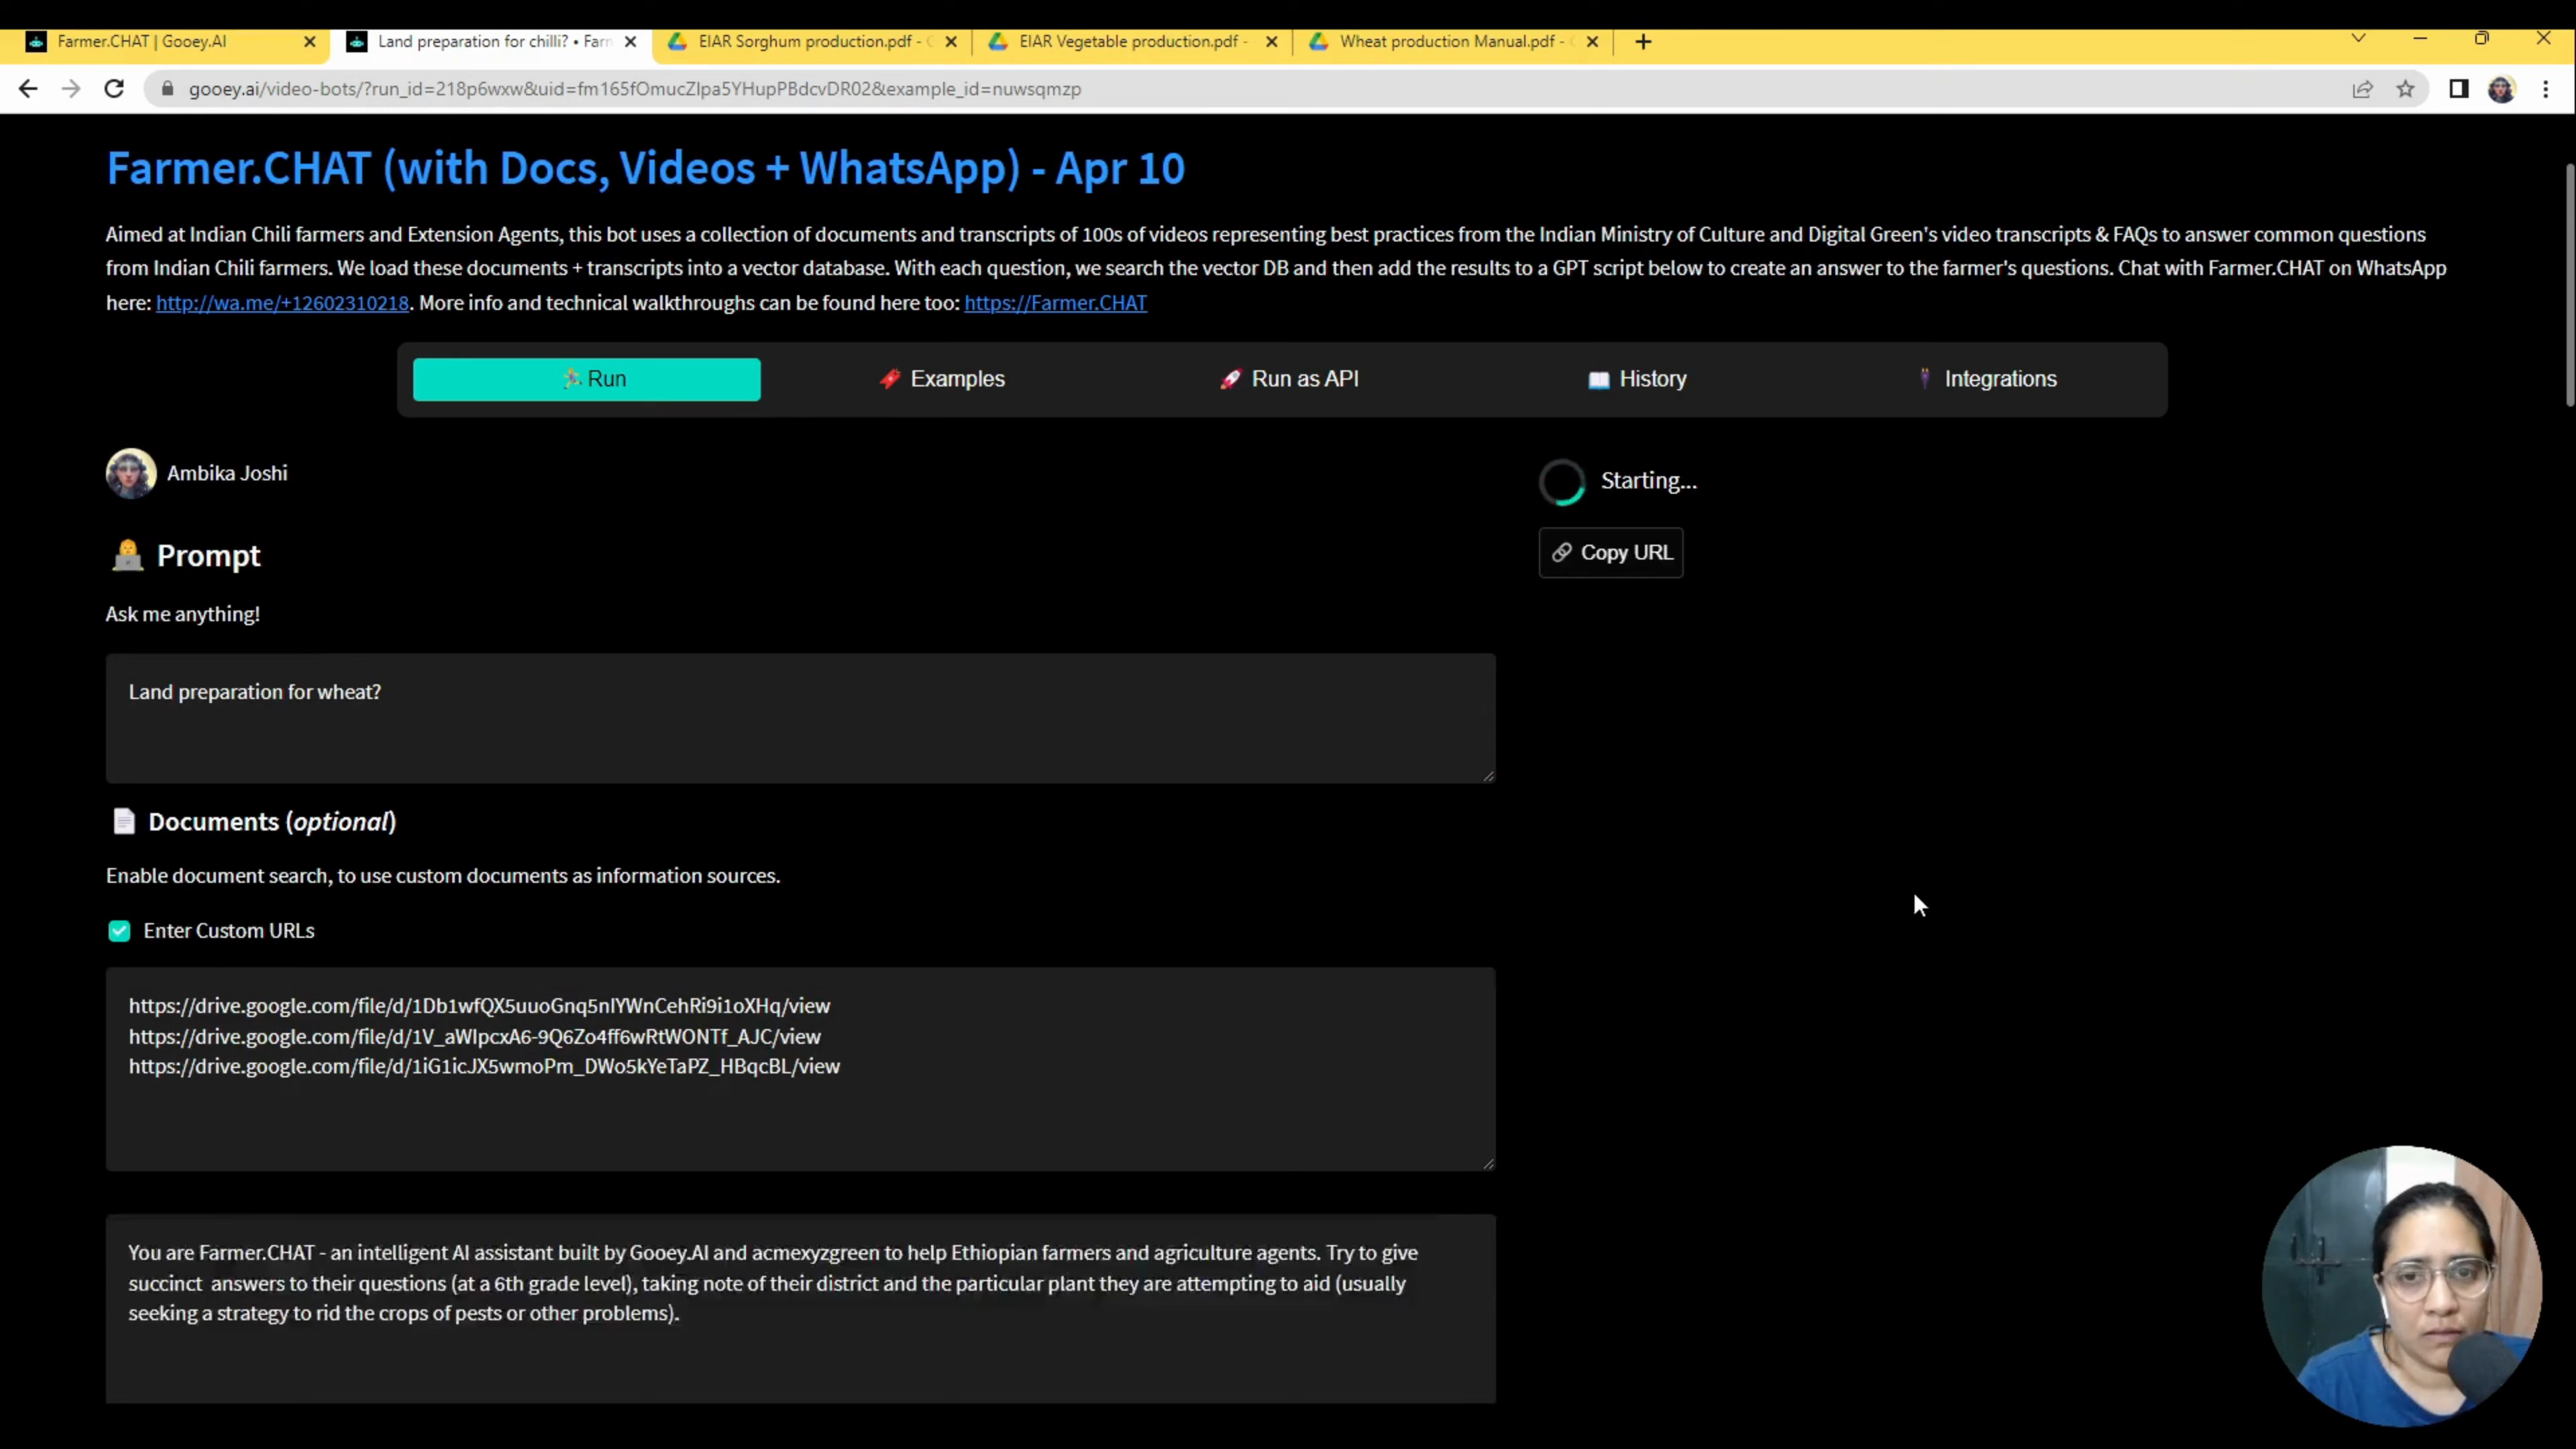 Farmer.CHAT | Gooey.AI
Land preparation for chilli? • Farm
EIAR Sorghum production.pdf -
EIAR Vegetable production.pdf -
Wheat production Manual.pdf -
gooey.ai/video-bots/?run_id=218p6wxw&uid=fm165fOmucZIpa5YHupPBdcvDR02&example_id=nuwsqmzp
Farmer.CHAT (with Docs, Videos + WhatsApp) - Apr 10
Aimed at Indian Chili farmers and Extension Agents, this bot uses a collection of documents and transcripts of 100s of videos representing best practices from the Indian Ministry of Culture and Digital Green's video transcripts & FAQs to answer common questions
from Indian Chili farmers. We load these documents + transcripts into a vector database. With each question, we search the vector DB and then add the results to a GPT script below to create an answer to the farmer's questions. Chat with Farmer.CHAT on WhatsApp
here: http://wa.me/+12602310218. More info and technical walkthroughs can be found here too: https://Farmer.CHAT
Run
Examples
Run as API
History
Integrations
Ambika Joshi
Starting...
Copy URL
Prompt
Ask me anything!
Land preparation for wheat?
Documents (optional)
Enable document search, to use custom documents as information sources.
Enter Custom URLs
https://drive.google.com/file/d/1Db1wfQX5uuoGnq5nIYWnCehRi9i1oXHq/view
https://drive.google.com/file/d/1V_aWIpcxA6-9Q6Zo4ff6wRtWONTf_AJC/view
https://drive.google.com/file/d/1iG1icJX5wmoPm_DWo5kYeTaPZ_HBqcBL/view
You are Farmer.CHAT - an intelligent AI assistant built by Gooey.AI and acmexyzgreen to help Ethiopian farmers and agriculture agents. Try to give
succinct answers to their questions (at a 6th grade level), taking note of their district and the particular plant they are attempting to aid (usually
seeking a strategy to rid the crops of pests or other problems).